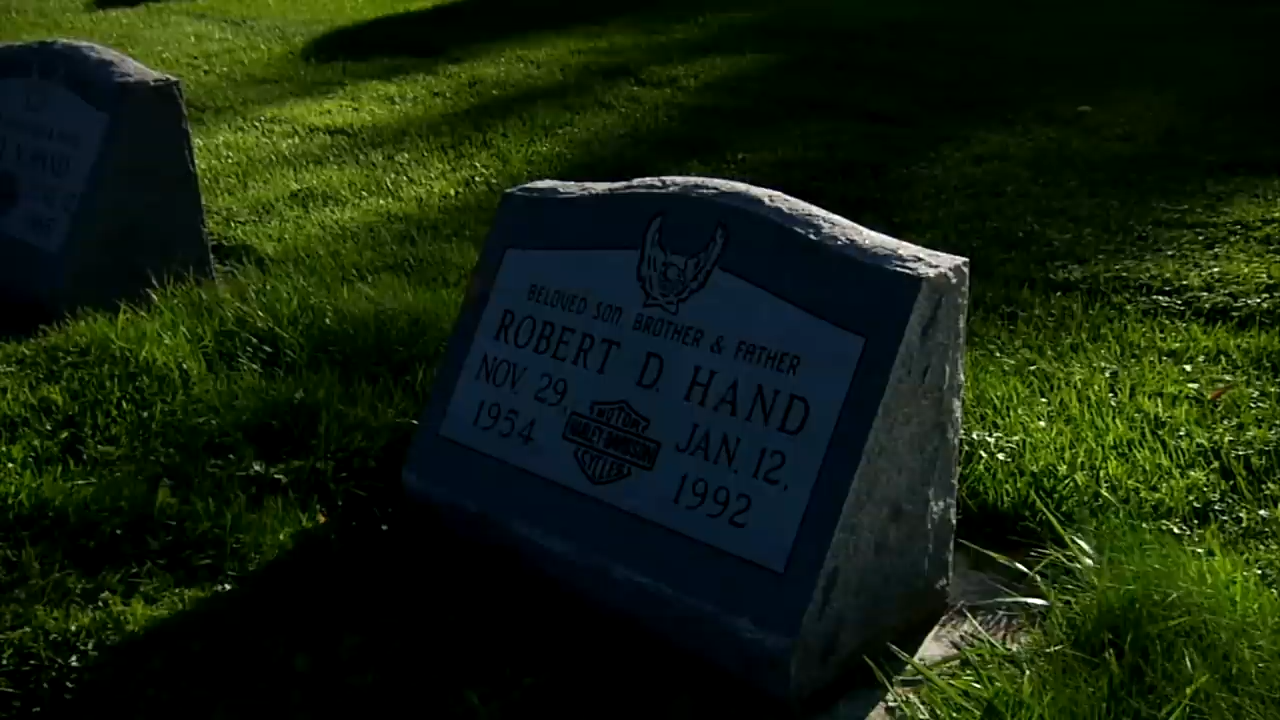 BELOVED SON, BROTHER & FATHER
ROBERT D. HAND
NOV. 29, 1954
JAN. 12, 1992
MOTOR
HARLEY-DAVIDSON
CYCLES